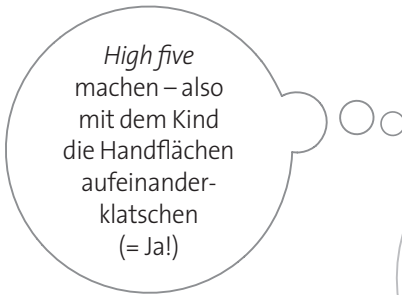 High five
machen – also
mit dem Kind
die Handflächen
aufeinander-
klatschen
(= Ja!)